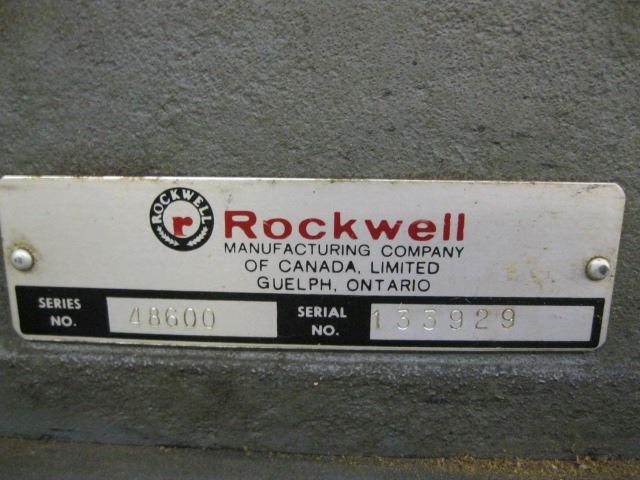 ROCKWELL
r
Rockwell
MANUFACTURING COMPANY
OF CANADA, LIMITED
GUELPH, ONTARIO
SERIES NO. 48600
SERIAL NO. 133929